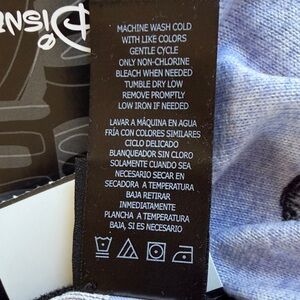 Disney
MACHINE WASH COLD
WITH LIKE COLORS
GENTLE CYCLE
ONLY NON-CHLORINE
BLEACH WHEN NEEDED
TUMBLE DRY LOW
REMOVE PROMPTLY
LOW IRON IF NEEDED
LAVAR A MÁQUINA EN AGUA
FRÍA CON COLORES SIMILARES
CICLO DELICADO
BLANQUEADOR SIN CLORO
SOLAMENTE CUANDO SEA
NECESARIO SECAR EN
SECADORA A TEMPERATURA
BAJA RETIRAR
INMEDIATAMENTE
PLANCHA A TEMPERATURA
BAJA, SI ES NECESARIO